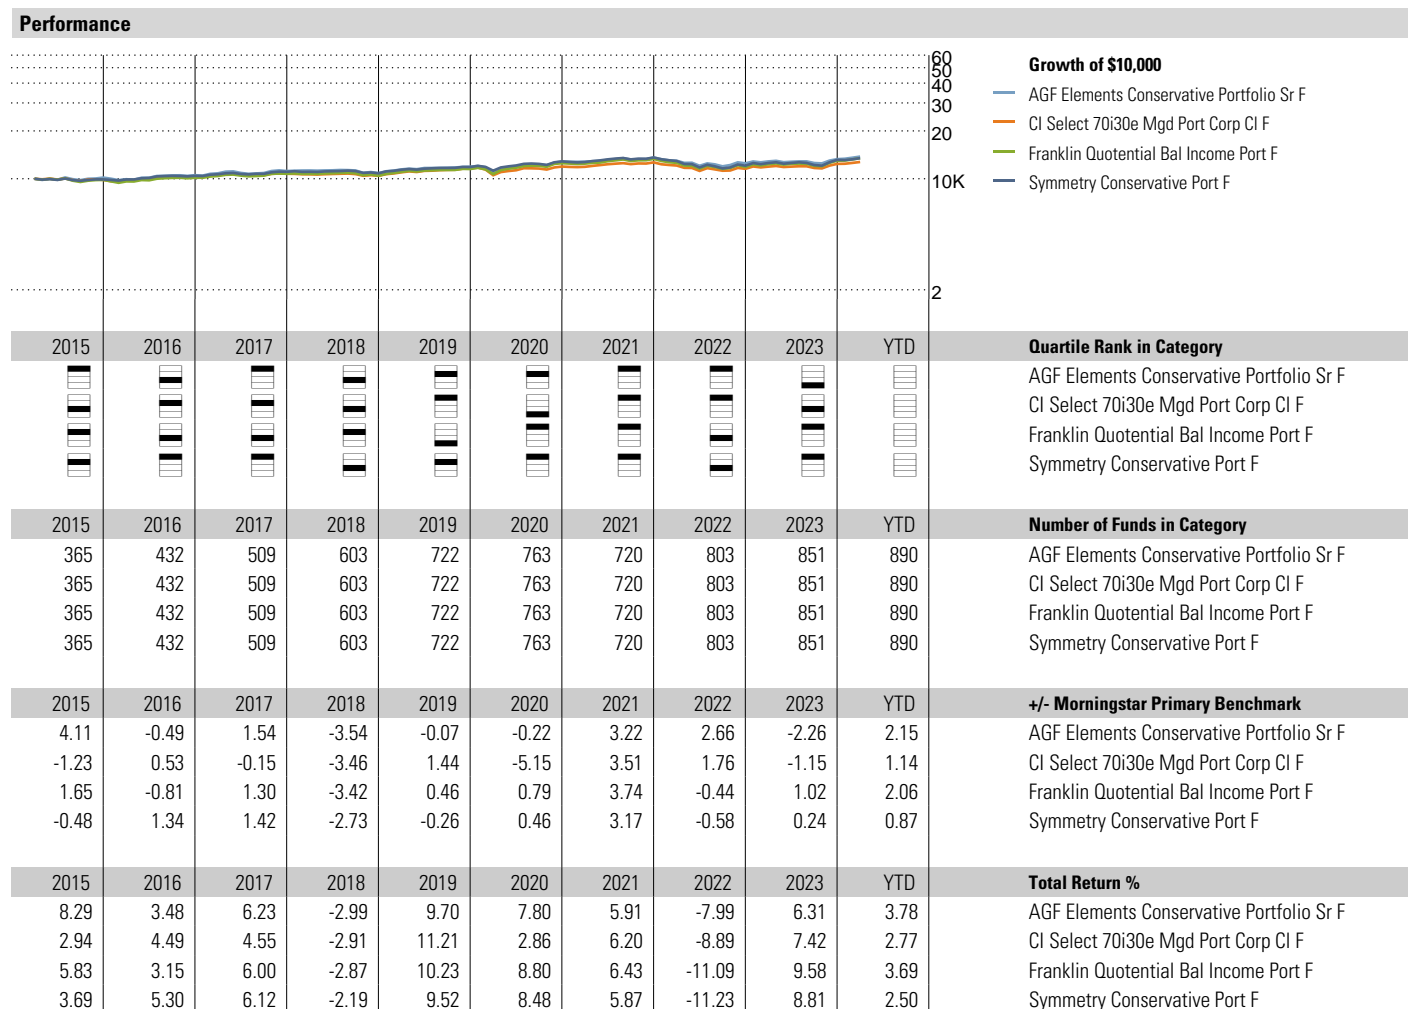 Performance
60
50
40
30
20
10K
2
Growth of $10,000
AGF Elements Conservative Portfolio Sr F
CI Select 70i30e Mgd Port Corp Cl F
Franklin Quotential Bal Income Port F
Symmetry Conservative Port F
2015 2016 2017 2018 2019 2020 2021 2022 2023 YTD Quartile Rank in Category
AGF Elements Conservative Portfolio Sr F
CI Select 70i30e Mgd Port Corp Cl F
Franklin Quotential Bal Income Port F
Symmetry Conservative Port F
2015 2016 2017 2018 2019 2020 2021 2022 2023 YTD Number of Funds in Category
365 432 509 603 722 763 720 803 851 890 AGF Elements Conservative Portfolio Sr F
365 432 509 603 722 763 720 803 851 890 CI Select 70i30e Mgd Port Corp Cl F
365 432 509 603 722 763 720 803 851 890 Franklin Quotential Bal Income Port F
365 432 509 603 722 763 720 803 851 890 Symmetry Conservative Port F
2015 2016 2017 2018 2019 2020 2021 2022 2023 YTD +/- Morningstar Primary Benchmark
4.11 -0.49 1.54 -3.54 -0.07 -0.22 3.22 2.66 -2.26 2.15 AGF Elements Conservative Portfolio Sr F
-1.23 0.53 -0.15 -3.46 1.44 -5.15 3.51 1.76 -1.15 1.14 CI Select 70i30e Mgd Port Corp Cl F
1.65 -0.81 1.30 -3.42 0.46 0.79 3.74 -0.44 1.02 2.06 Franklin Quotential Bal Income Port F
-0.48 1.34 1.42 -2.73 -0.26 0.46 3.17 -0.58 0.24 0.87 Symmetry Conservative Port F
2015 2016 2017 2018 2019 2020 2021 2022 2023 YTD Total Return %
8.29 3.48 6.23 -2.99 9.70 7.80 5.91 -7.99 6.31 3.78 AGF Elements Conservative Portfolio Sr F
2.94 4.49 4.55 -2.91 11.21 2.86 6.20 -8.89 7.42 2.77 CI Select 70i30e Mgd Port Corp Cl F
5.83 3.15 6.00 -2.87 10.23 8.80 6.43 -11.09 9.58 3.69 Franklin Quotential Bal Income Port F
3.69 5.30 6.12 -2.19 9.52 8.48 5.87 -11.23 8.81 2.50 Symmetry Conservative Port F